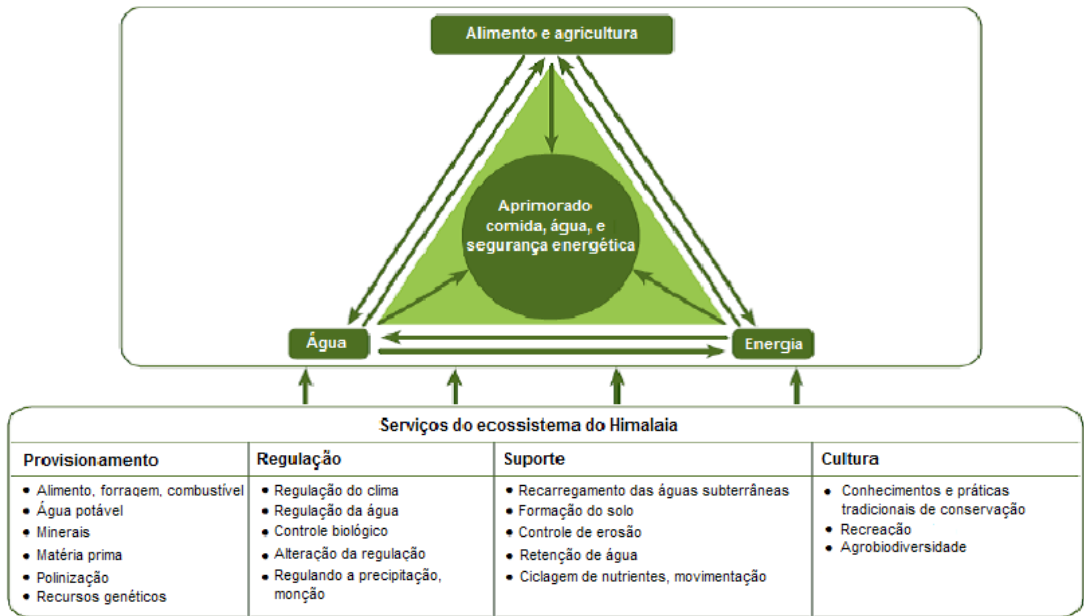 Alimento e agricultura
Aprimorado
comida, água, e
segurança energética
Água
Energia
Serviços do ecossistema do Himalaia
Provisionamento
• Alimento, forragem, combustível
• Água potável
• Minerais
• Matéria prima
• Polinização
• Recursos genéticos
Regulação
• Regulação do clima
• Regulação da água
• Controle biológico
• Alteração da regulação
• Regulando a precipitação,
monção
Suporte
• Recarregamento das águas subterrâneas
• Formação do solo
• Controle de erosão
• Retenção de água
• Ciclagem de nutrientes, movimentação
Cultura
• Conhecimentos e práticas
tradicionais de conservação
• Recreação
• Agrobiodiversidade